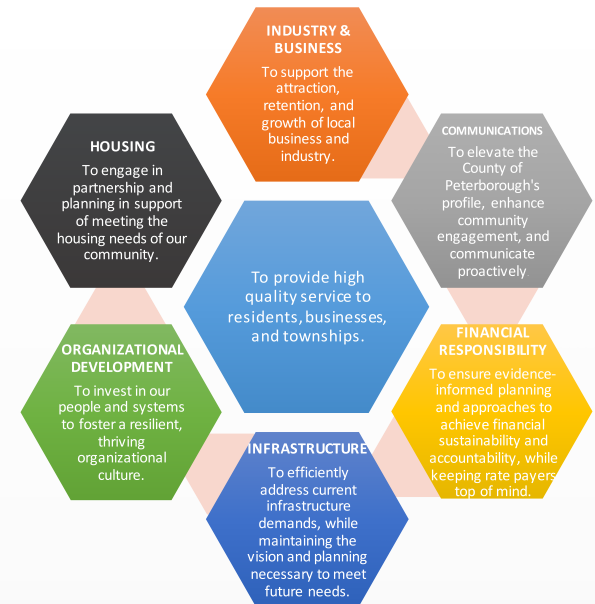 INDUSTRY &
BUSINESS
To support the
attraction,
retention, and
growth of local
business and
industry.
COMMUNICATIONS
To elevate the
County of
Peterborough's
profile, enhance
community
engagement, and
communicate
proactively
HOUSING
To engage in
partnership and
planning in support
of meeting the
housing needs of our
community.
To provide high
quality service to
residents, businesses,
and townships.
FINANCIAL
RESPONSIBILITY
To ensure evidence-
informed planning
and approaches to
achieve financial
sustainability and
accountability, while
keeping rate payers
top of mind.
ORGANIZATIONAL
DEVELOPMENT
To invest in our
people and systems
to foster a resilient,
thriving
organizational
culture.
INFRASTRUCTURE
To efficiently
address current
infrastructure
demands, while
maintaining the
vision and planning
necessary to meet
future needs.